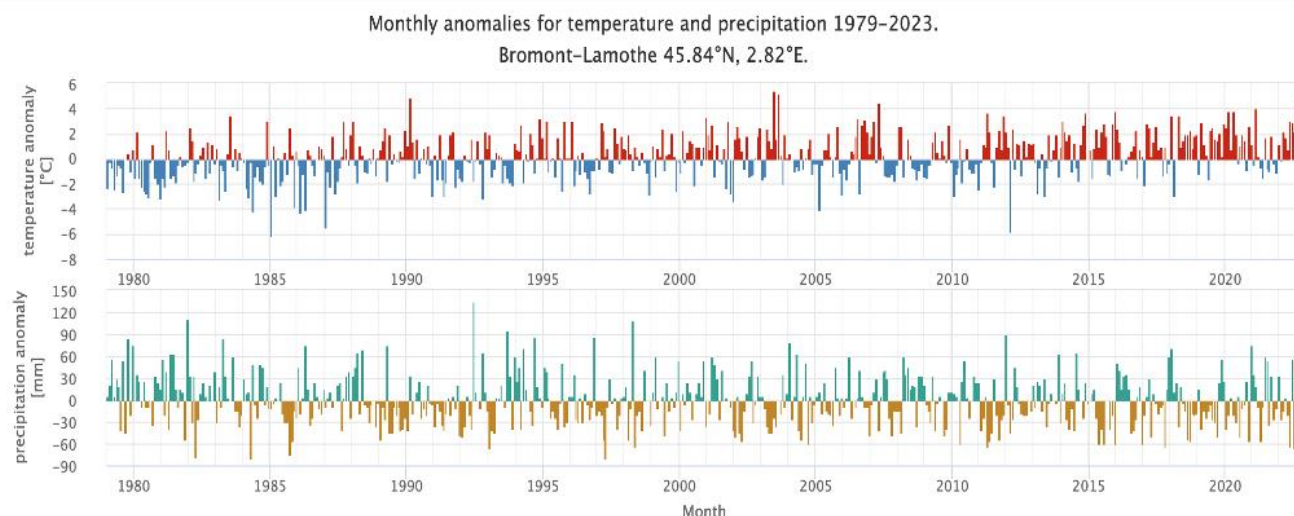 Monthly anomalies for temperature and precipitation 1979-2023.
Bromont-Lamothe 45.84°N, 2.82°E.
temperature anomaly
[°C]
6
4
2
0
-2
-4
-6
-8
1980 1985 1990 1995 2000 2005 2010 2015 2020
precipitation anomaly
[mm]
150
120
90
60
30
0
-30
-60
-90
1980 1985 1990 1995 2000 2005 2010 2015 2020
Month